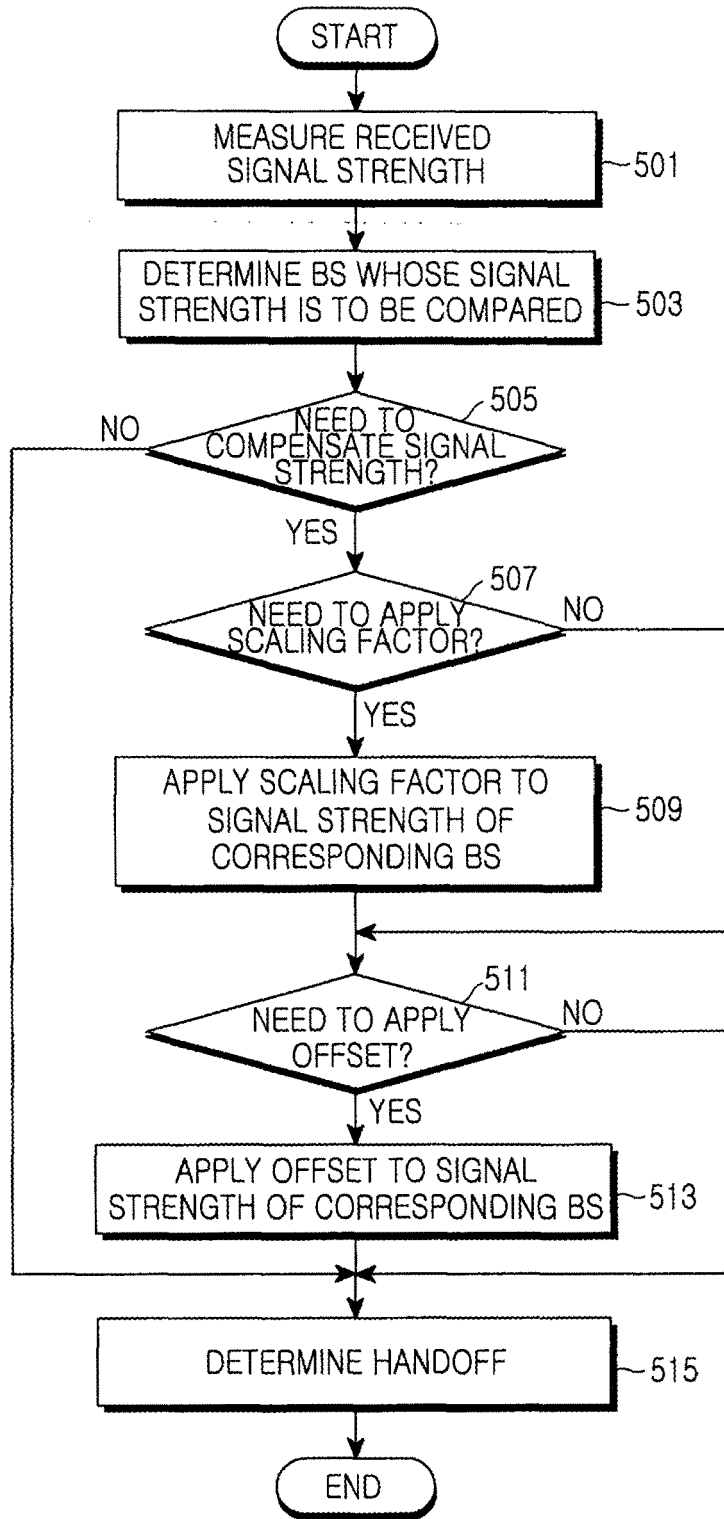 START
MEASURE RECEIVED
SIGNAL STRENGTH
501
DETERMINE BS WHOSE SIGNAL
STRENGTH IS TO BE COMPARED
503
505
NO
NEED TO
COMPENSATE SIGNAL
STRENGTH?
YES
507
NEED TO APPLY
SCALING FACTOR?
NO
YES
APPLY SCALING FACTOR TO
SIGNAL STRENGTH OF
CORRESPONDING BS
509
511
NEED TO APPLY
OFFSET?
NO
YES
APPLY OFFSET TO SIGNAL
STRENGTH OF CORRESPONDING BS
513
DETERMINE HANDOFF
515
END